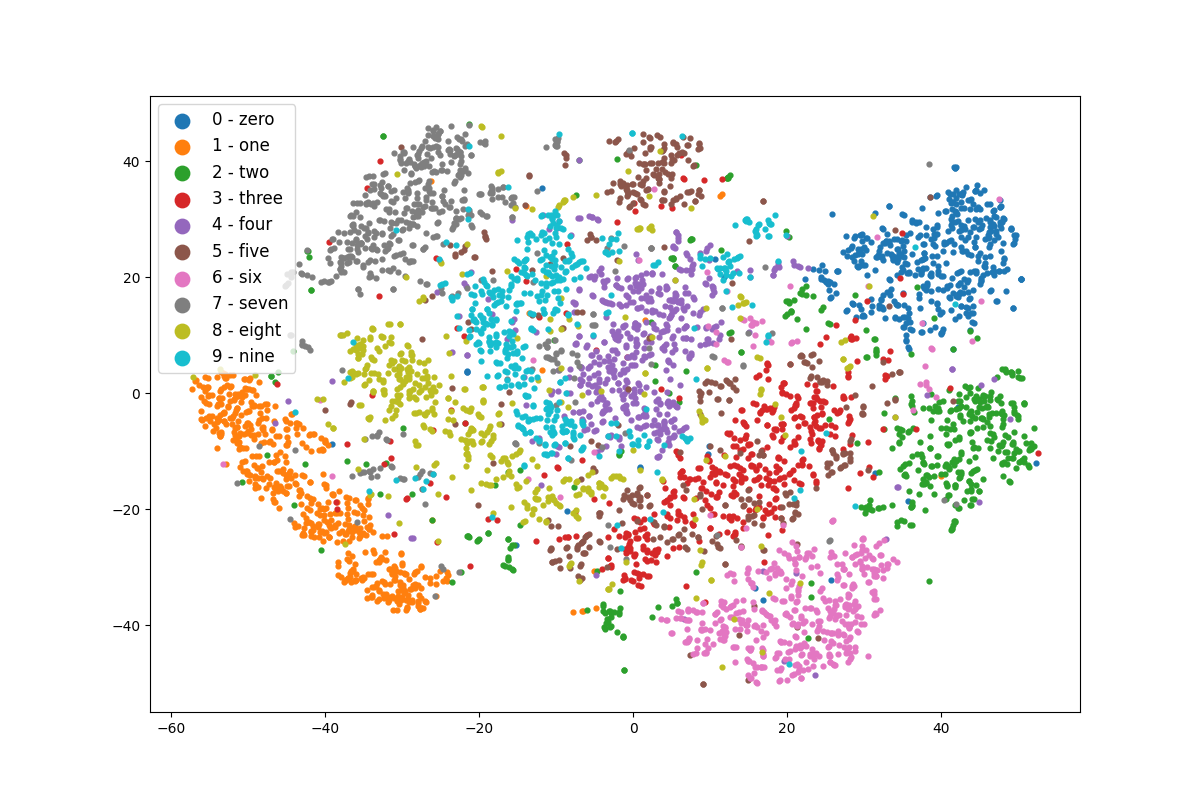 0 - zero
1 - one
2 - two
3 - three
4 - four
5 - five
6 - six
7 - seven
8 - eight
9 - nine
40
20
0
−20
−40
−60
−40
−20
0
20
40